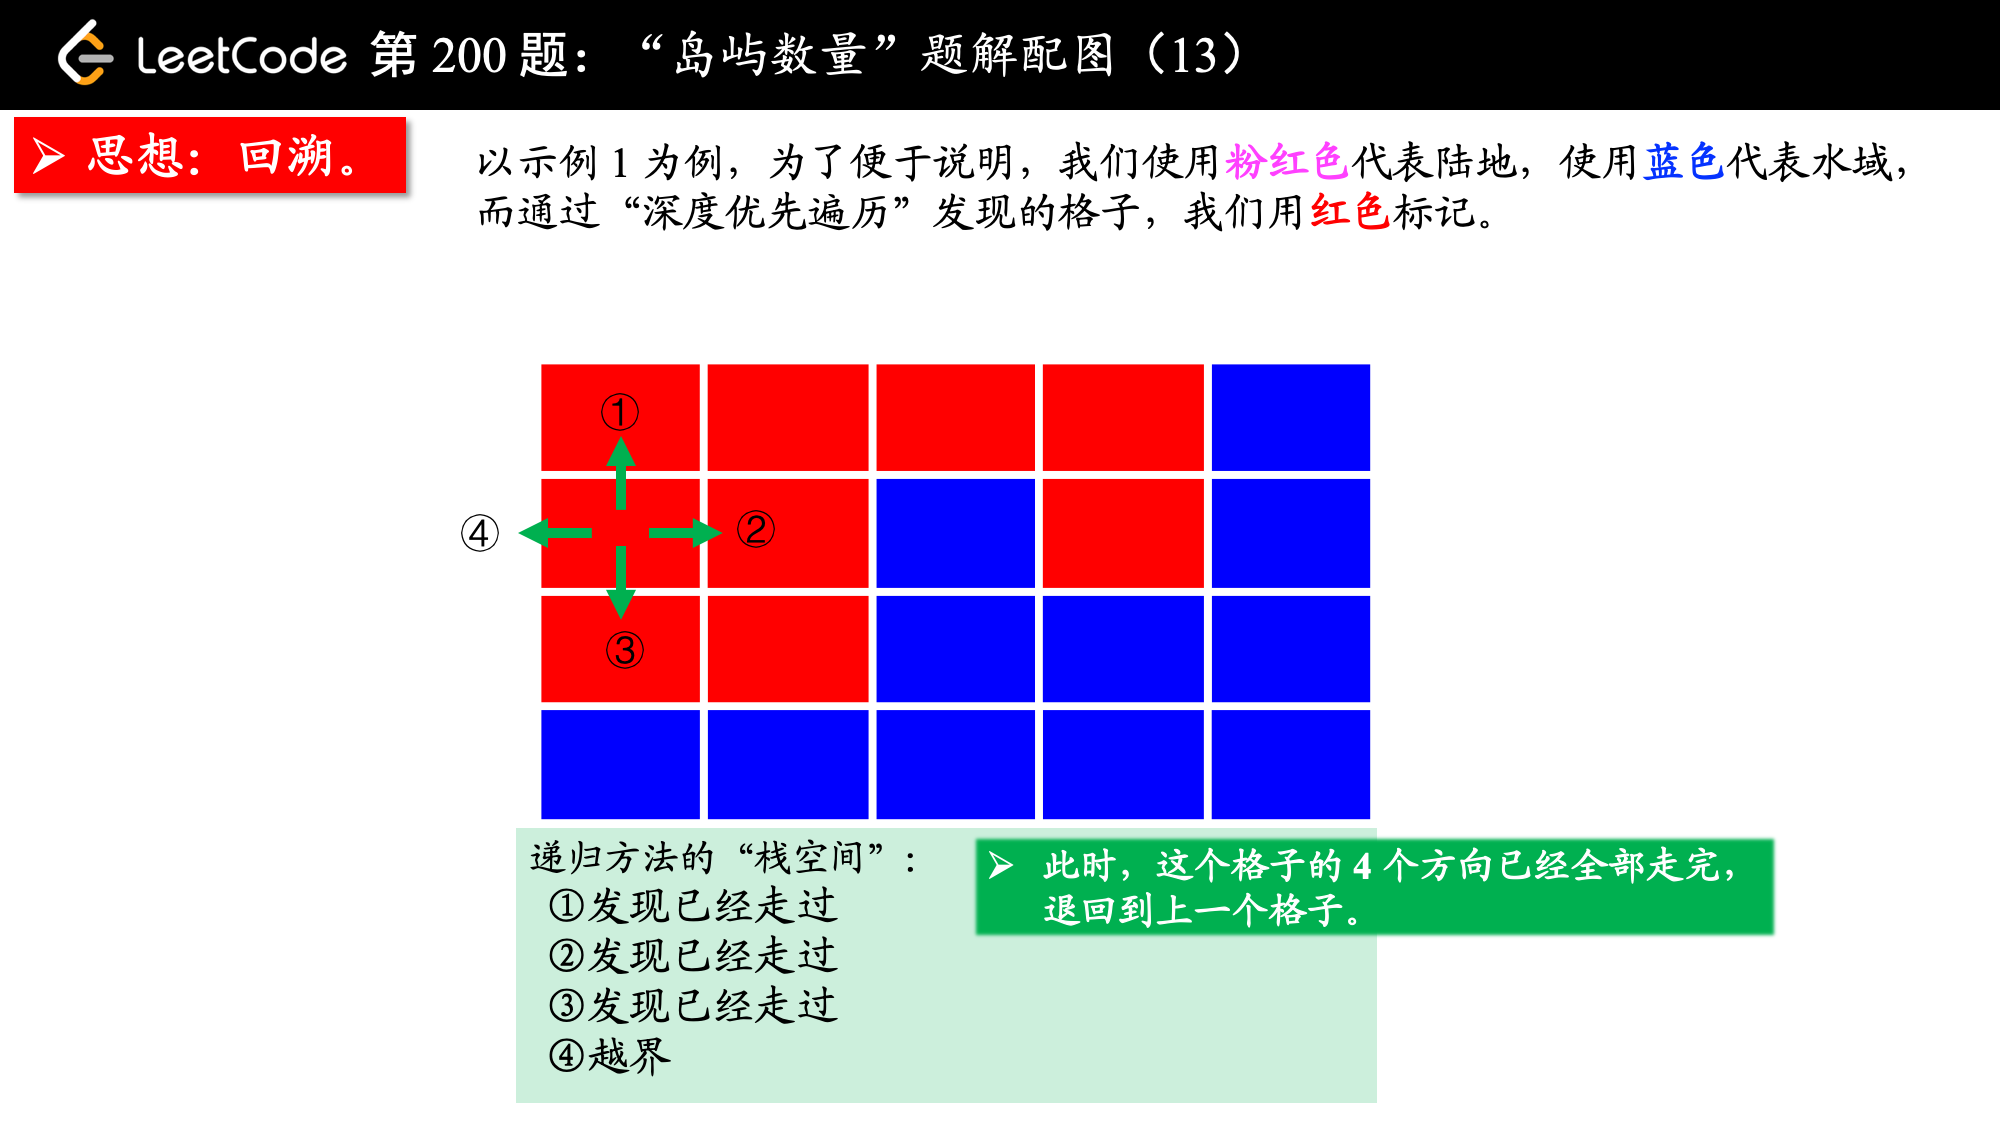 LeetCode 第 200 题：“岛屿数量”题解配图（13）
➢ 思想：回溯。
以示例 1 为例，为了便于说明，我们使用粉红色代表陆地，使用蓝色代表水域，
而通过“深度优先遍历”发现的格子，我们用红色标记。
①
④
②
③
递归方法的“栈空间”：
①发现已经走过
②发现已经走过
③发现已经走过
④越界
➢ 此时，这个格子的 4 个方向已经全部走完，
退回到上一个格子。